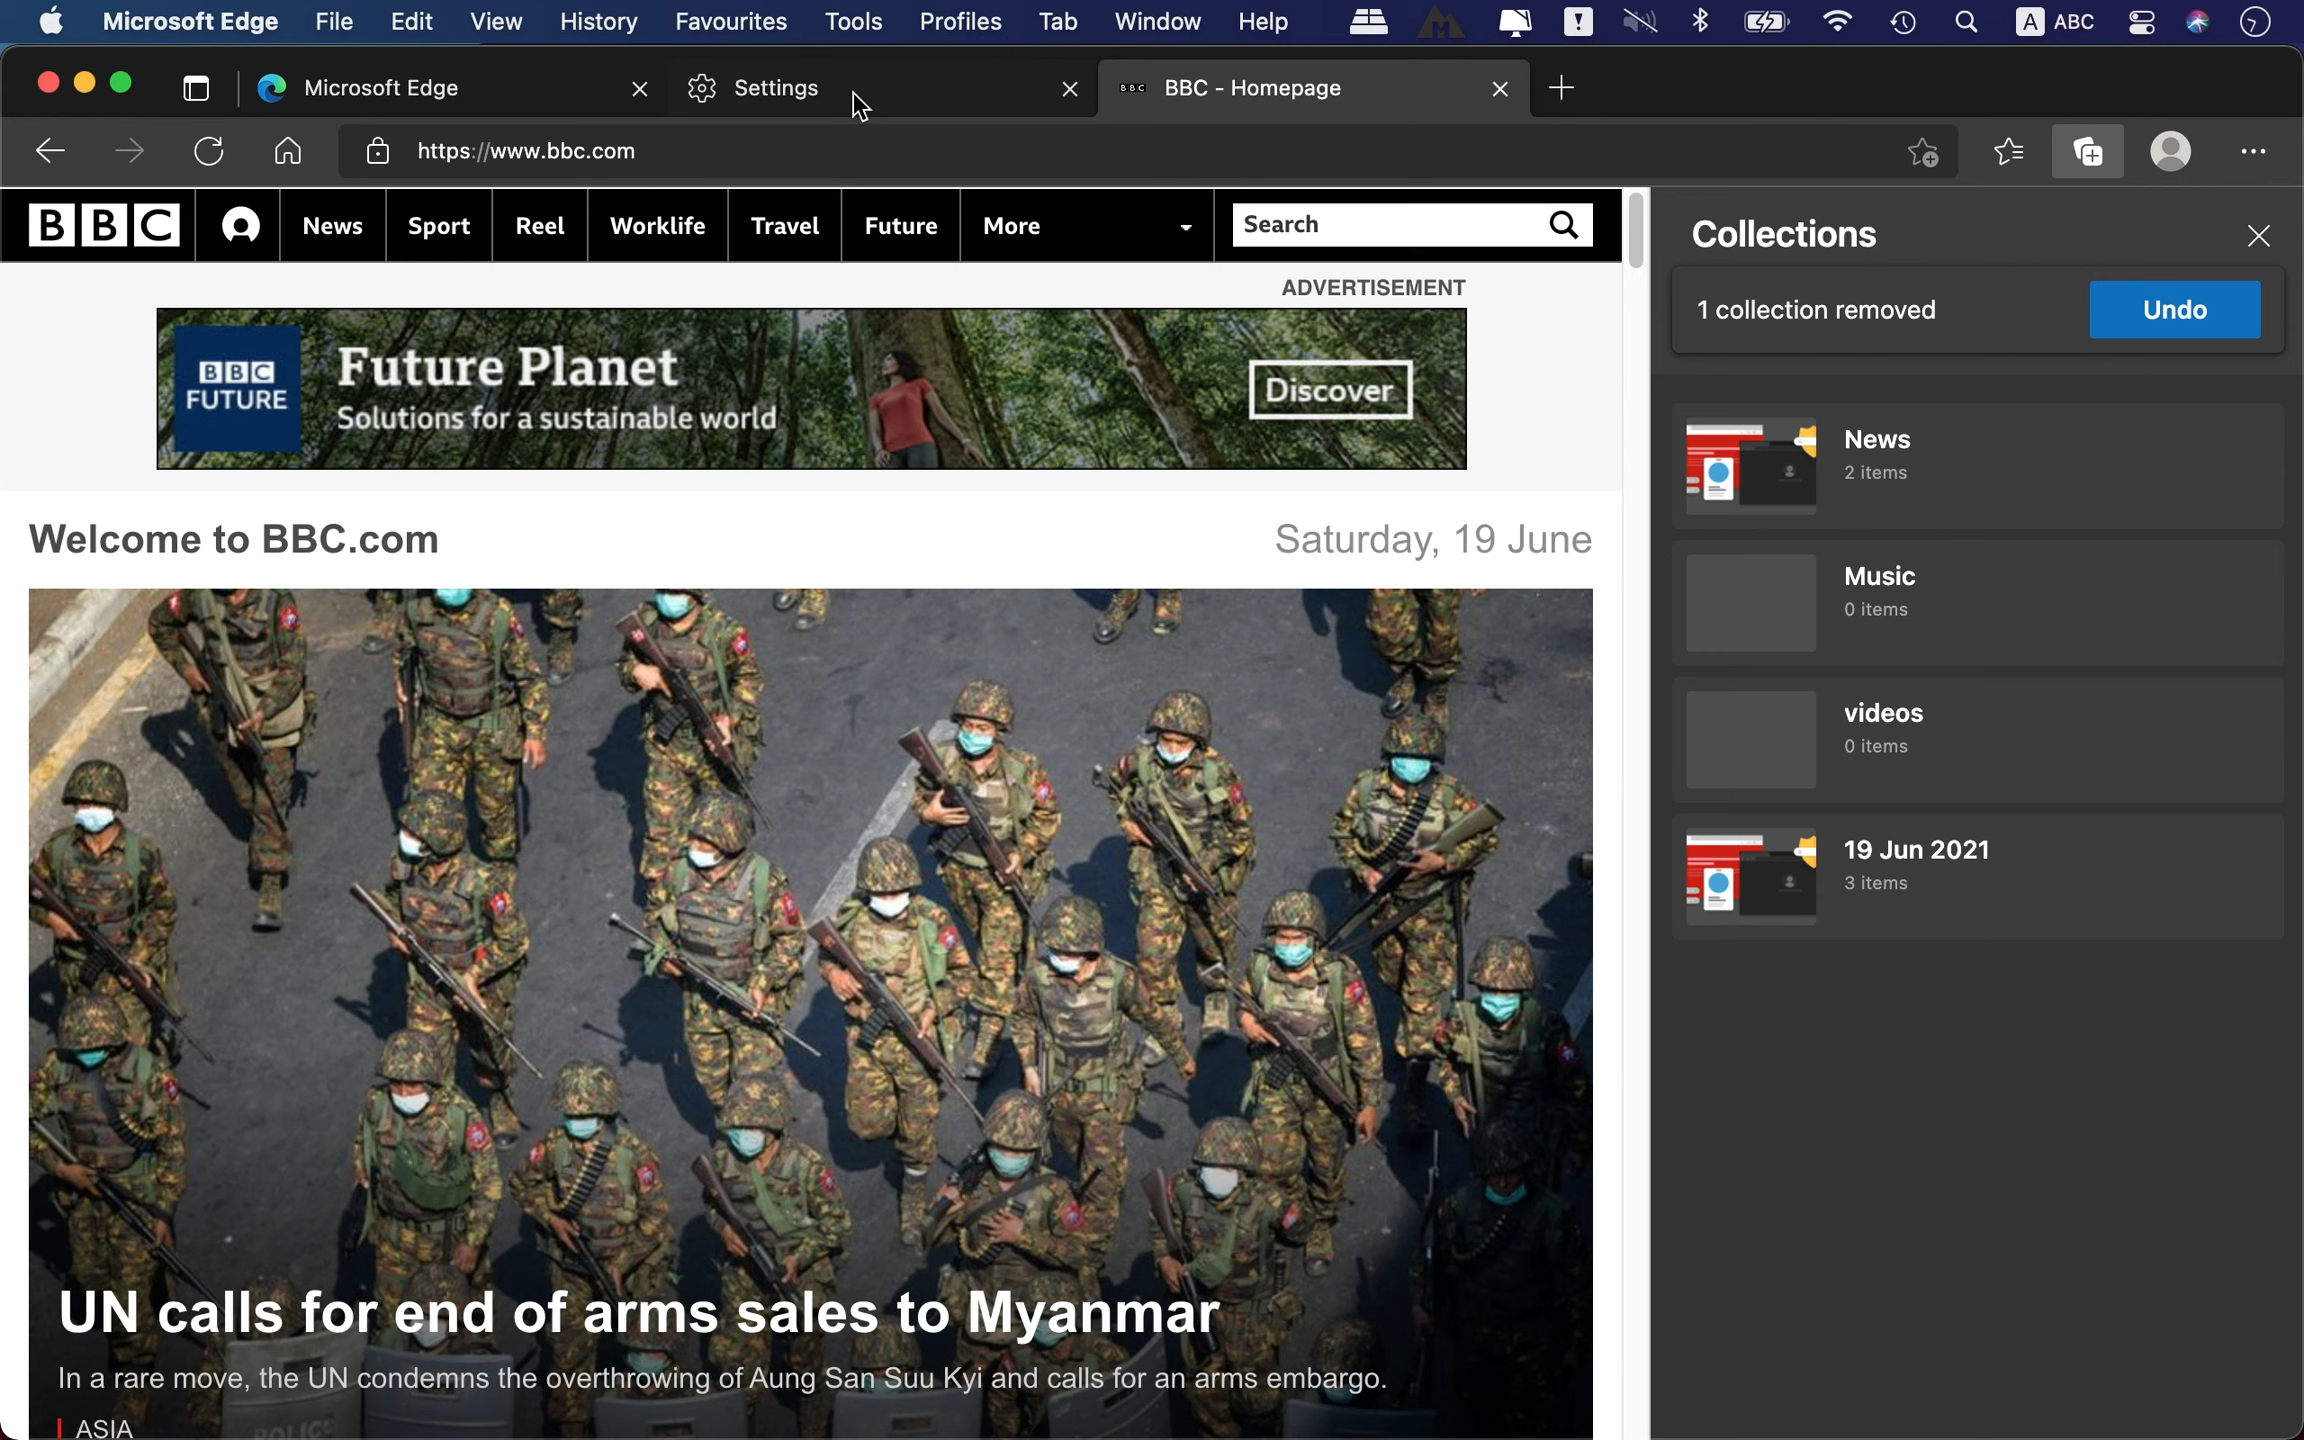 Microsoft Edge File Edit View History Favourites Tools Profiles Tab Window Help A ABC
Microsoft Edge Settings BBC BBC - Homepage
https://www.bbc.com
BBC News Sport Reel Worklife Travel Future More Search
ADVERTISEMENT
BBC FUTURE
Future Planet
Solutions for a sustainable world
Discover
Welcome to BBC.com
Saturday, 19 June
UN calls for end of arms sales to Myanmar
In a rare move, the UN condemns the overthrowing of Aung San Suu Kyi and calls for an arms embargo.
ASIA
POLICE
Collections
1 collection removed
Undo
News
2 items
Music
0 items
videos
0 items
19 Jun 2021
3 items